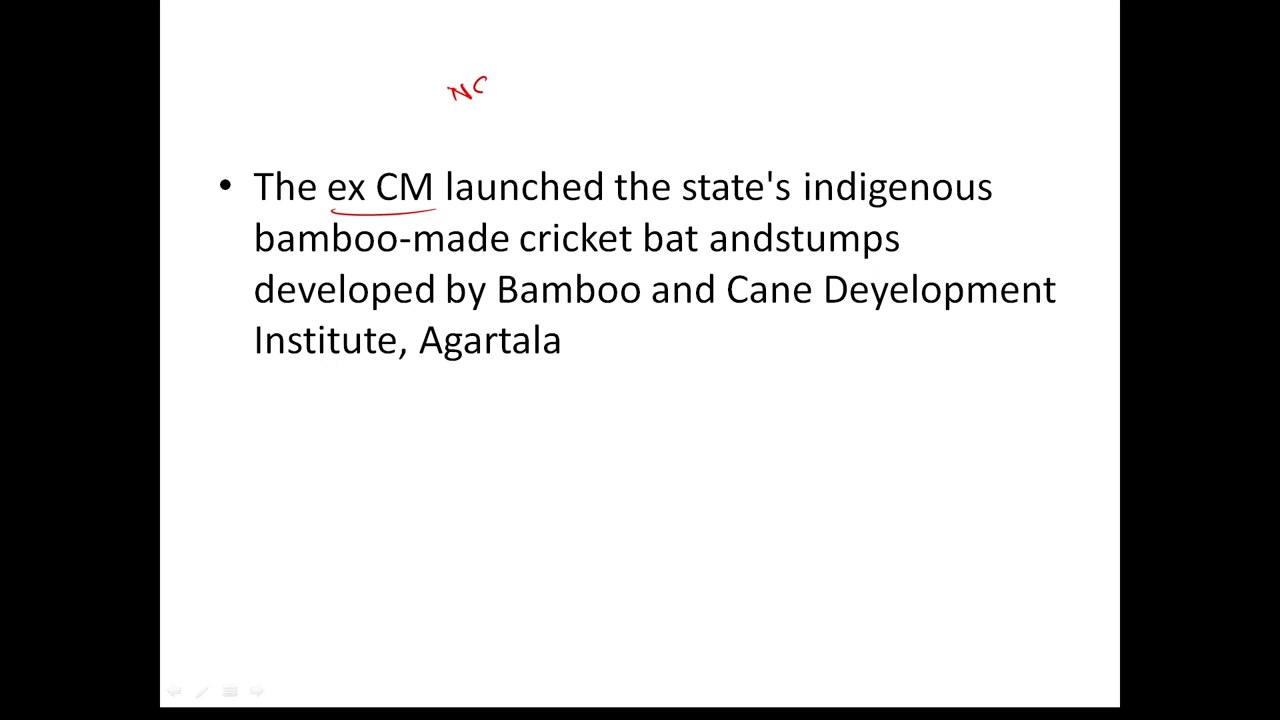 NC
• The ex CM launched the state's indigenous
bamboo-made cricket bat andstumps
developed by Bamboo and Cane Deyelopment
Institute, Agartala